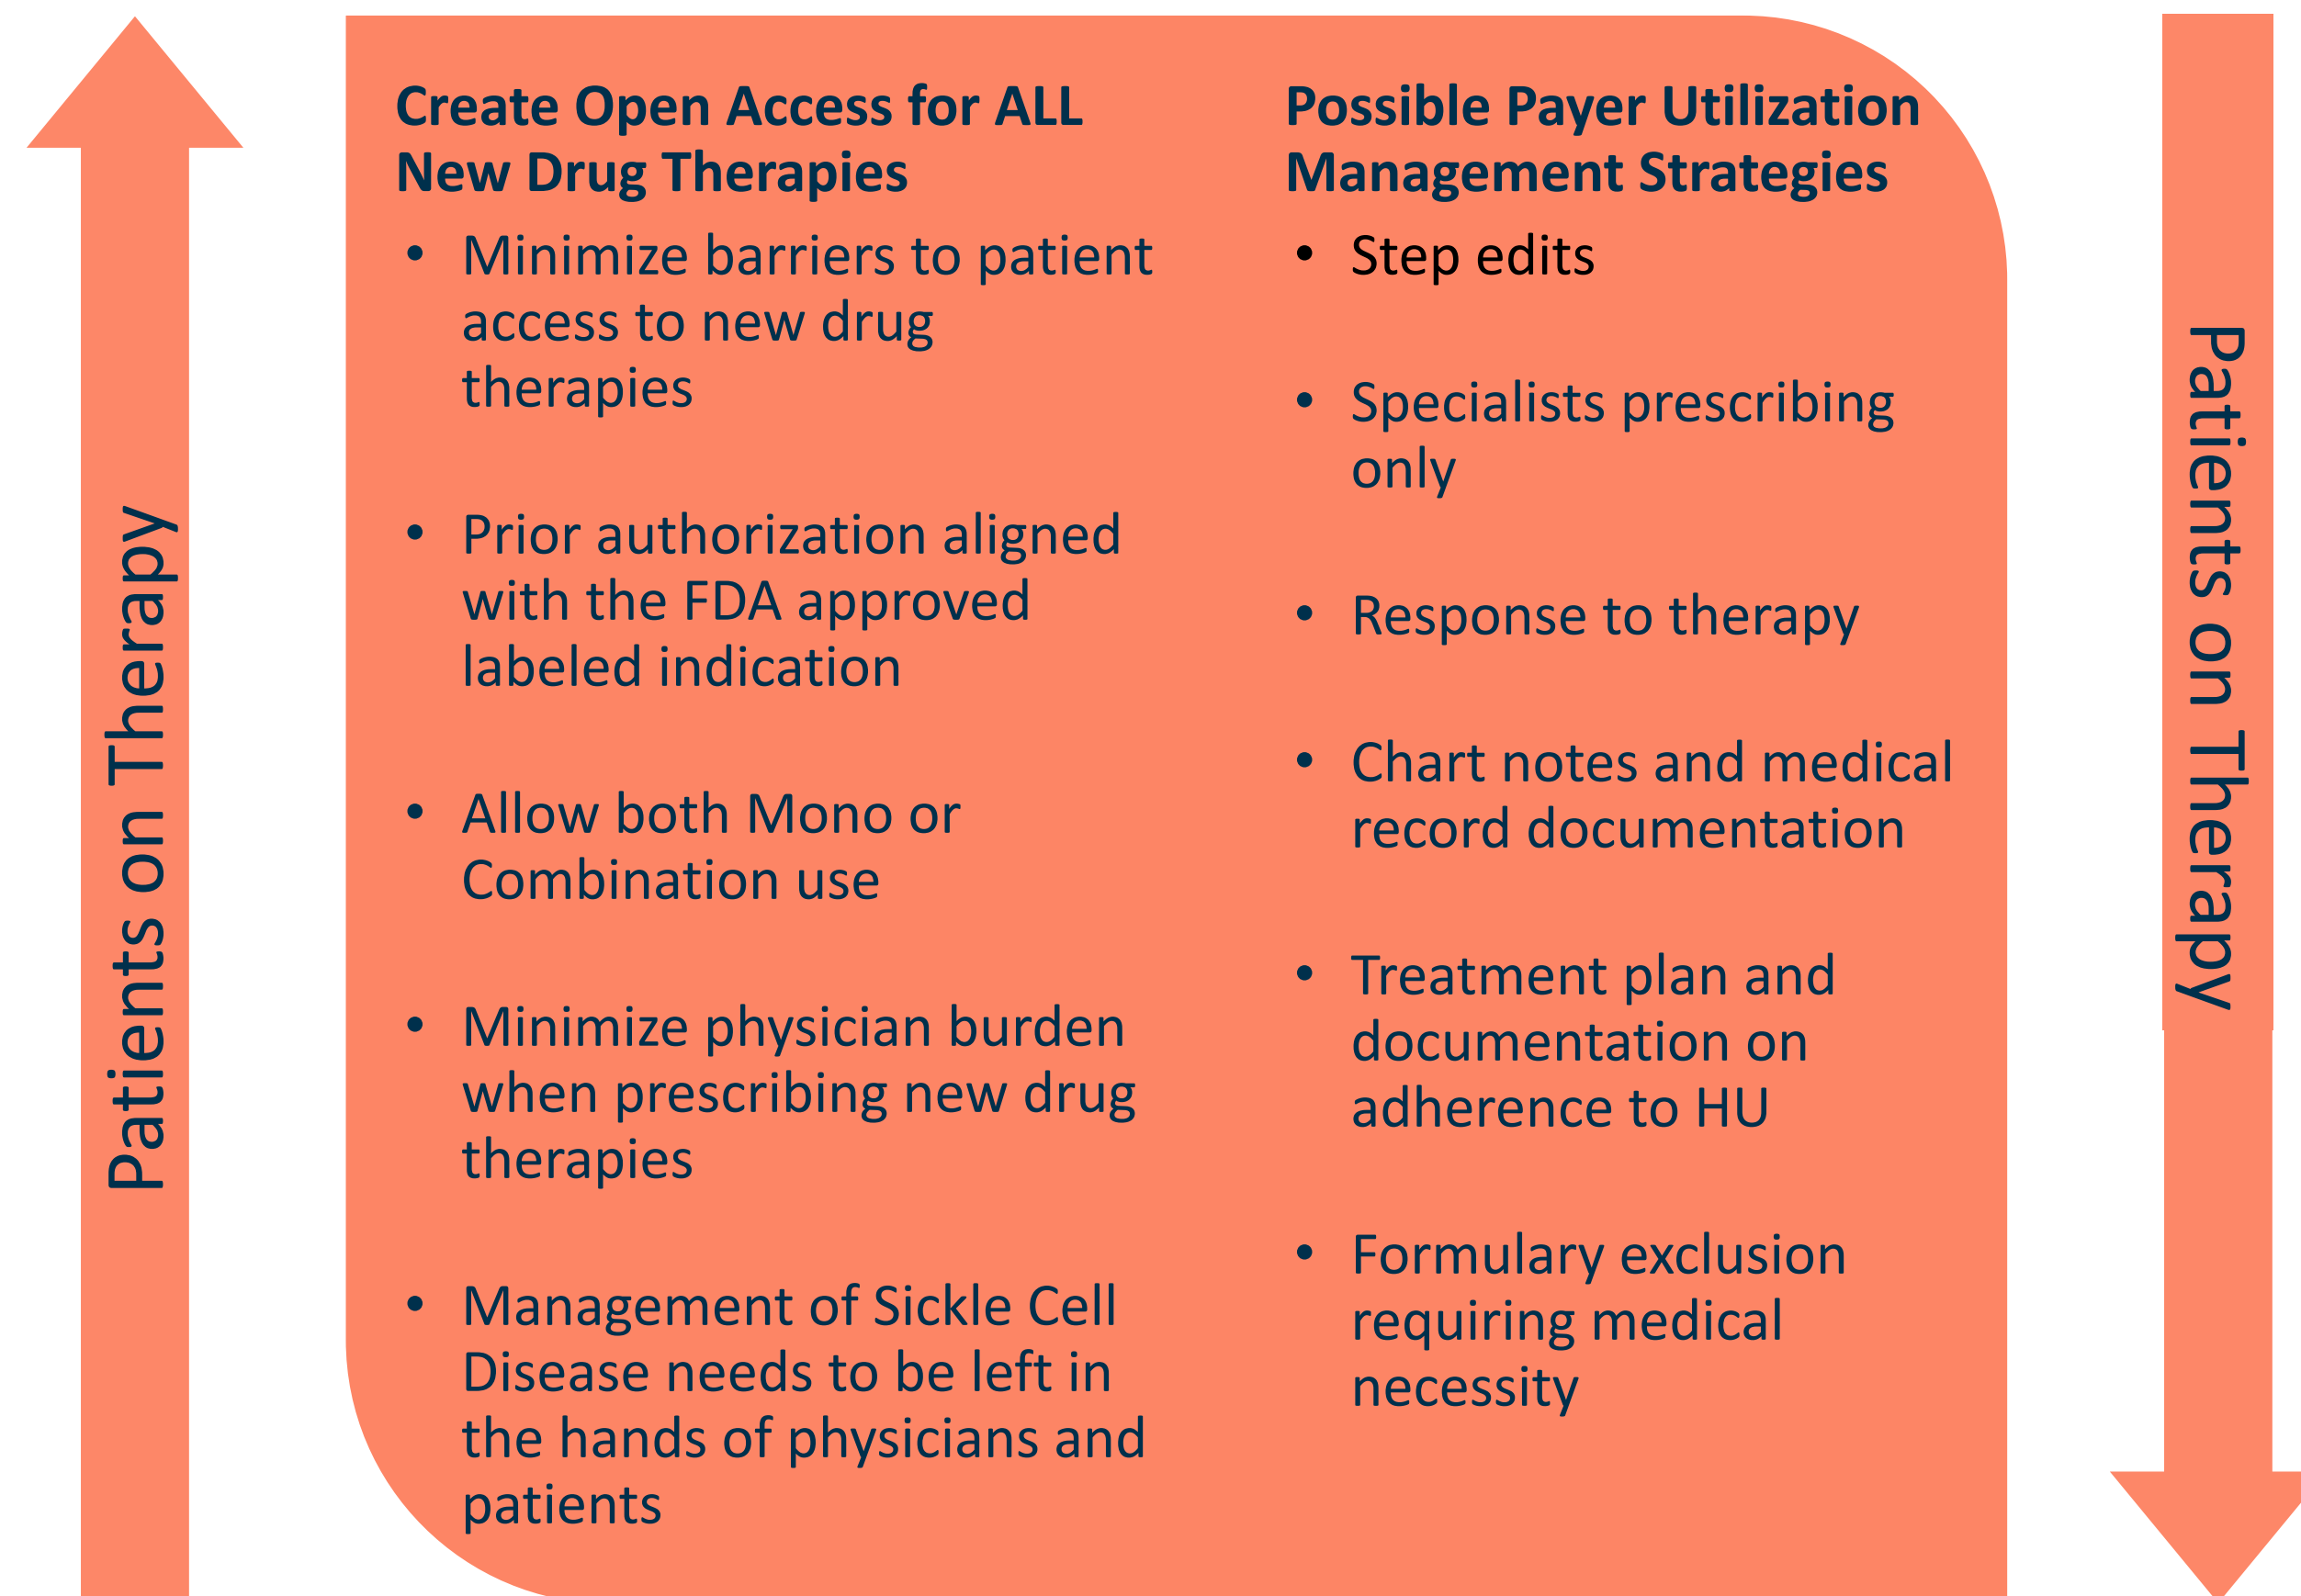 Patients on Therapy
Create Open Access for ALL
New Drug Therapies
• Minimize barriers to patient
access to new drug
therapies
• Prior authorization aligned
with the FDA approved
labeled indication
• Allow both Mono or
Combination use
• Minimize physician burden
when prescribing new drug
therapies
• Management of Sickle Cell
Disease needs to be left in
the hands of physicians and
patients
Possible Payer Utilization
Management Strategies
• Step edits
• Specialists prescribing
only
• Response to therapy
• Chart notes and medical
record documentation
• Treatment plan and
documentation on
adherence to HU
• Formulary exclusion
requiring medical
necessity
Patients on Therapy